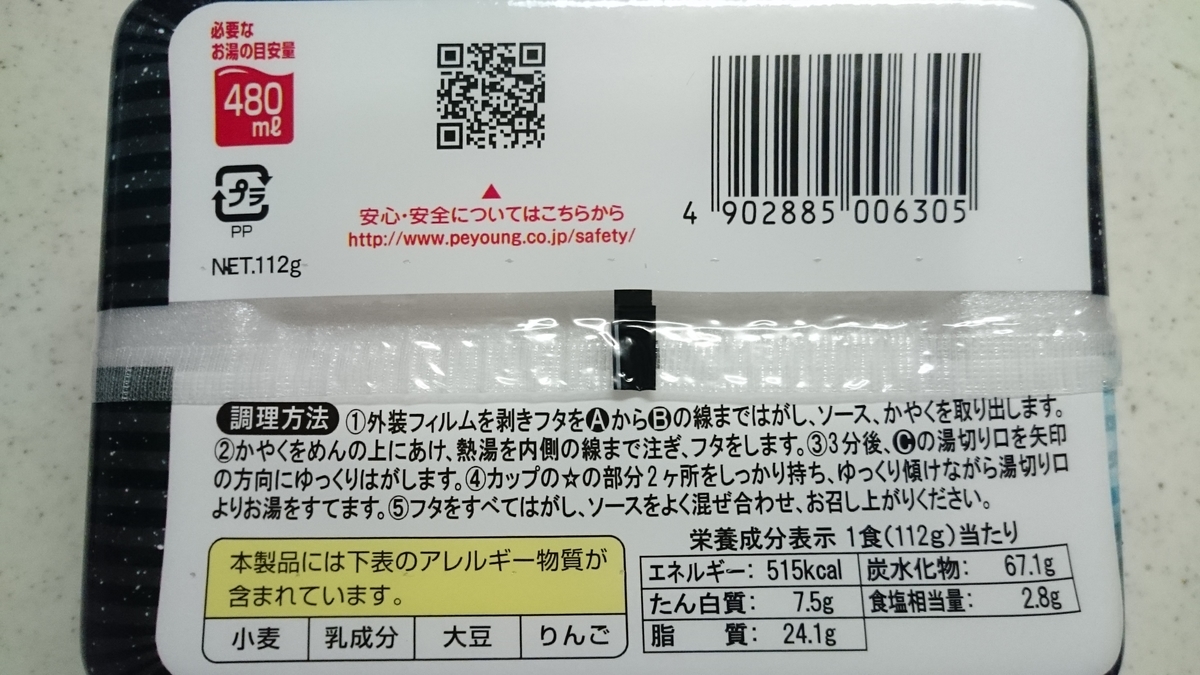 必要な
お湯の目安量
480
mℓ
プラ
PP
NET.112g
安心・安全についてはこちらから
http://www.peyoung.co.jp/safety/
4 902885 006305
調理方法 ①外装フィルムを剥きフタをAからBの線まではがし、ソース、かやくを取り出します。
②かやくをめんの上にあけ、熱湯を内側の線まで注ぎ、フタをします。③3分後、Cの湯切り口を矢印
の方向にゆっくりはがします。④カップの☆の部分2ヶ所をしっかり持ち、ゆっくり傾けながら湯切り口
よりお湯をすてます。⑤フタをすべてはがし、ソースをよく混ぜ合わせ、お召し上がりください。
本製品には下表のアレルギー物質が
含まれています。
小麦 乳成分 大豆 りんご
栄養成分表示 1食(112g)当たり
エネルギー: 515kcal 炭水化物: 67.1g
たん白質: 7.5g 食塩相当量: 2.8g
脂 質: 24.1g